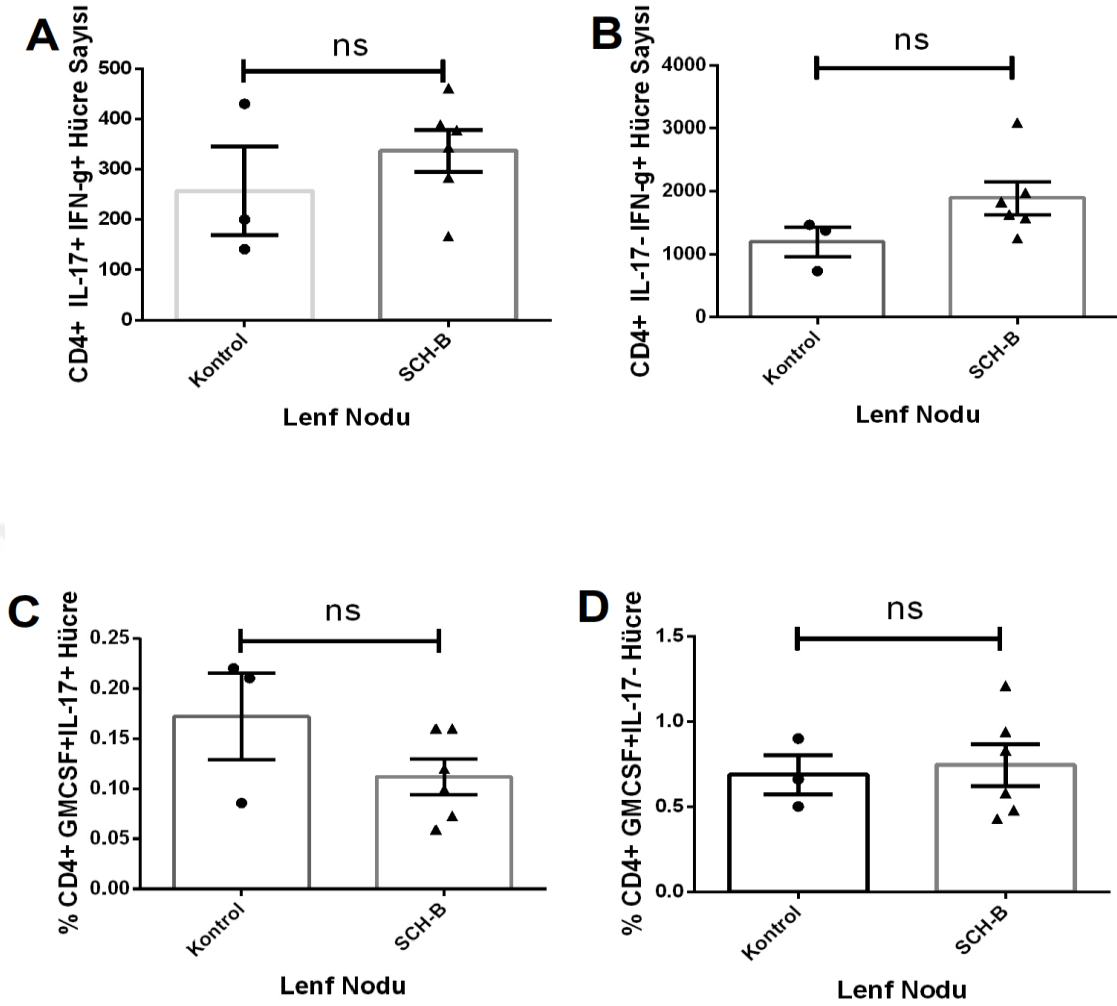 A
CD4+ IL-17+ IFN-g+ Hücre Sayısı
ns
500
400
300
200
100
0
Kontrol
SCH-B
Lenf Nodu
B
CD4+ IL-17- IFN-g+ Hücre Sayısı
ns
4000
3000
2000
1000
0
Kontrol
SCH-B
Lenf Nodu
C
% CD4+ GMCSF+IL-17+ Hücre
ns
0.25
0.20
0.15
0.10
0.05
0.00
Kontrol
SCH-B
Lenf Nodu
D
% CD4+ GMCSF+IL-17- Hücre
ns
1.5
1.0
0.5
0.0
Kontrol
SCH-B
Lenf Nodu